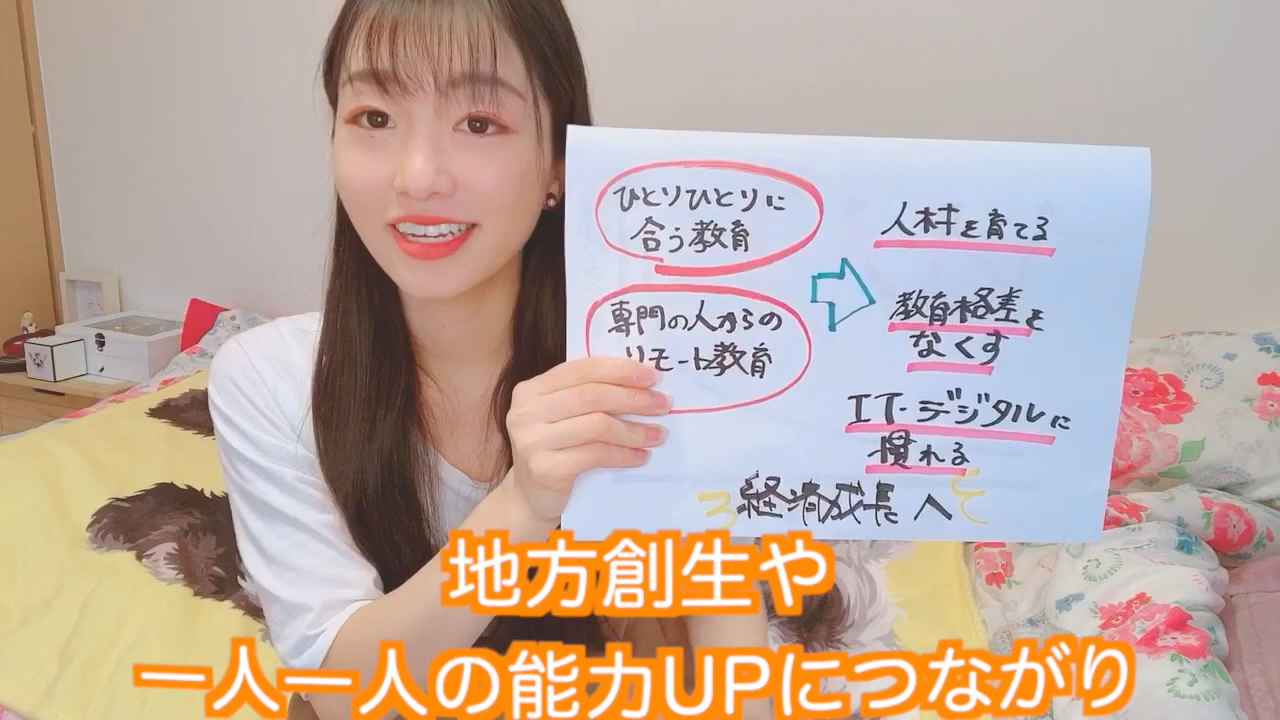 ひとりひとりに
合う教育
専門の人からの
リモート教育
人材を育てる
教育格差を
なくす
IT・デジタルに
慣れる
経済成長へ
地方創生や
一人一人の能力UPにつながり